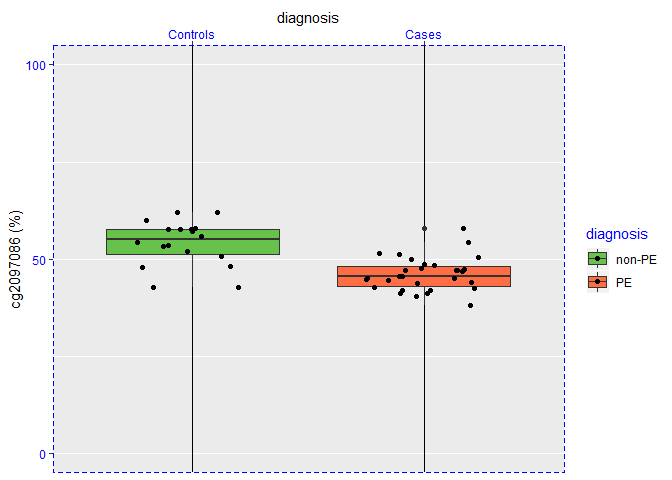 diagnosis
Controls Cases
100
50
0
cg2097086 (%)
diagnosis
non-PE
PE